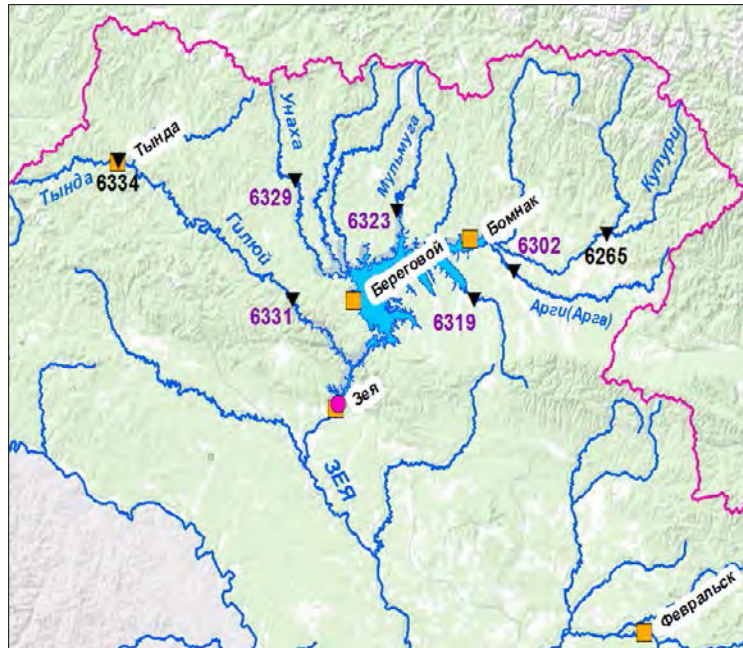 Унаха
Мульмуга
Купури
Тында
6334
Тында
6329
6323
Бомнак
6302
6265
Гилюй
Береговой
6331
6319
Арги(Арга)
Зея
ЗЕЯ
Февральск